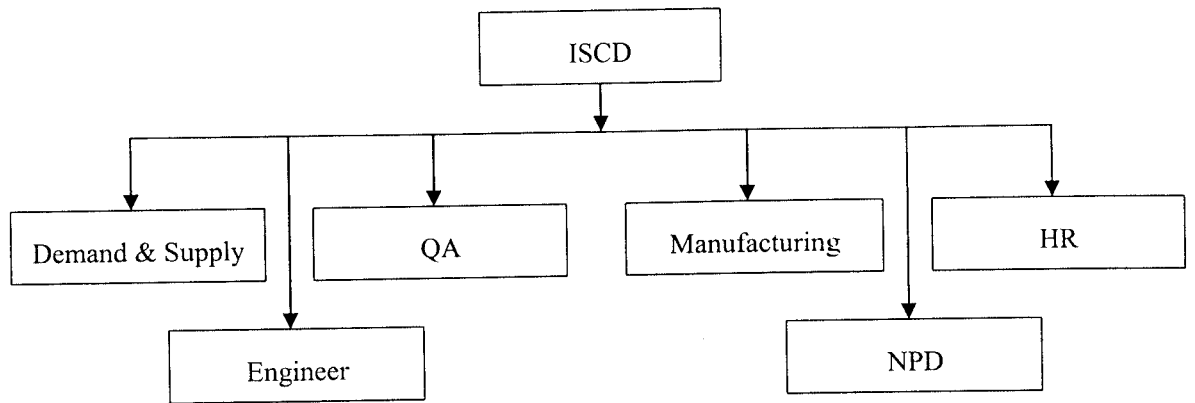 ISCD
Demand & Supply
QA
Manufacturing
HR
Engineer
NPD